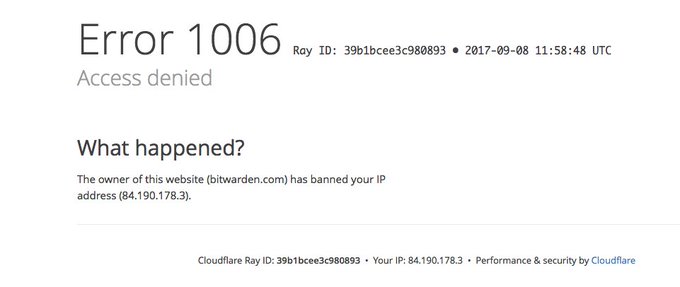 Error 1006 Ray ID: 39b1bcee3c980893 • 2017-09-08 11:58:48 UTC
Access denied
What happened?
The owner of this website (bitwarden.com) has banned your IP
address (84.190.178.3).
Cloudflare Ray ID: 39b1bcee3c980893 • Your IP: 84.190.178.3 • Performance & security by Cloudflare